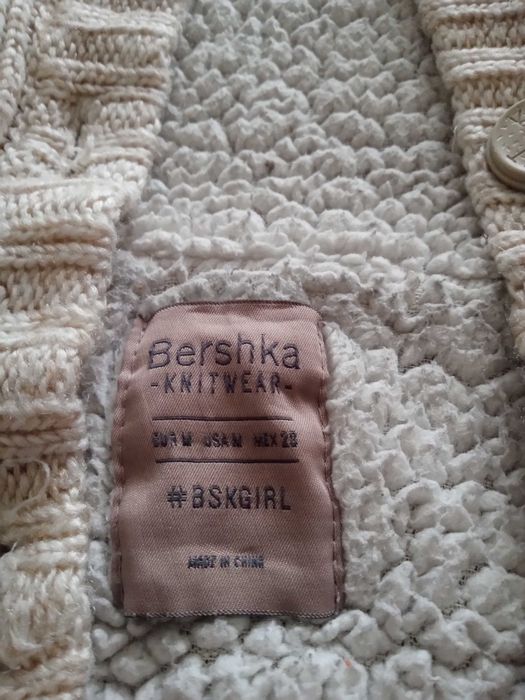 Bershka
-KNITWEAR-
EUR M USA M MEX 28
#BSKGIRL
MADE IN CHINA